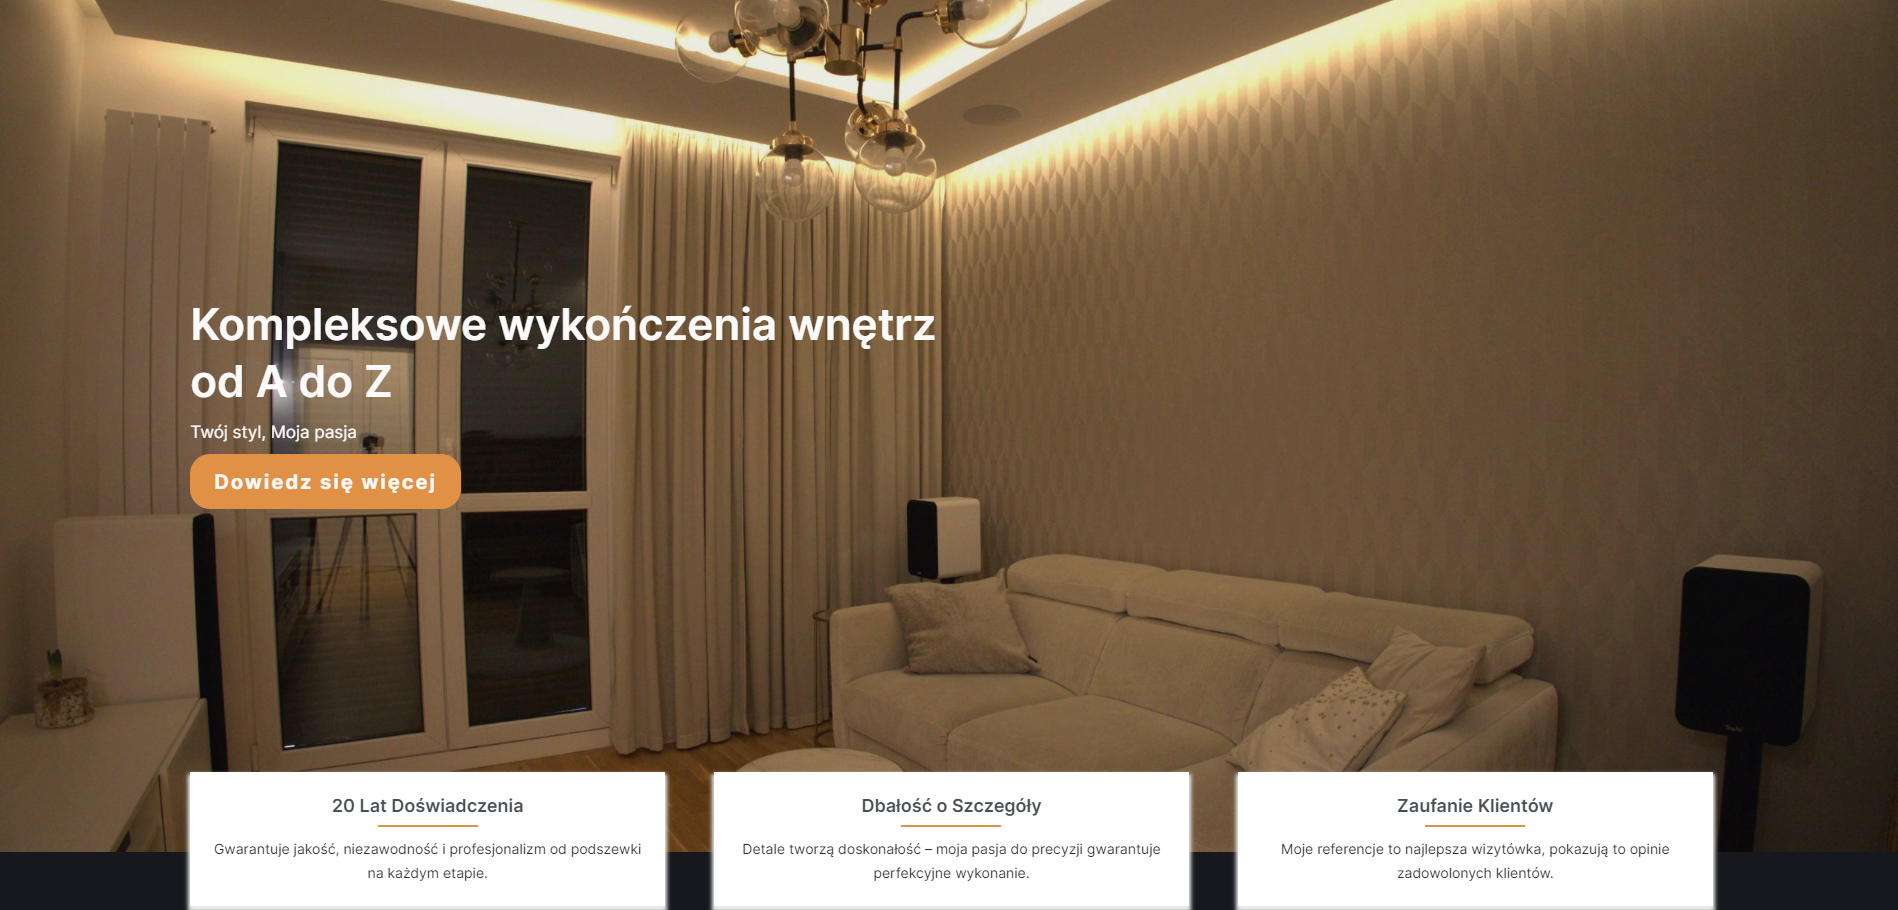 Kompleksowe wykończenia wnętrz
od A do Z
Twój styl, Moja pasja
Dowiedz się więcej
20 Lat Doświadczenia
Gwarantuje jakość, niezawodność i profesjonalizm od podszewki
na każdym etapie.
Dbałość o Szczegóły
Detale tworzą doskonałość – moja pasja do precyzji gwarantuje
perfekcyjne wykonanie.
Zaufanie Klientów
Moje referencje to najlepsza wizytówka, pokazują to opinie
zadowolonych klientów.